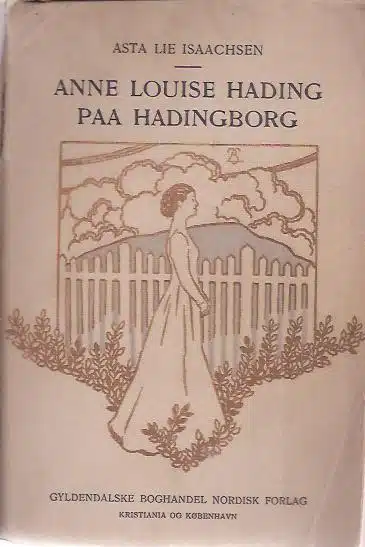 ASTA LIE ISAACHSEN
ANNE LOUISE HADING
PAA HADINGBORG
GYLDENDALSKE BOGHANDEL NORDISK FORLAG
KRISTIANIA OG KØBENHAVN